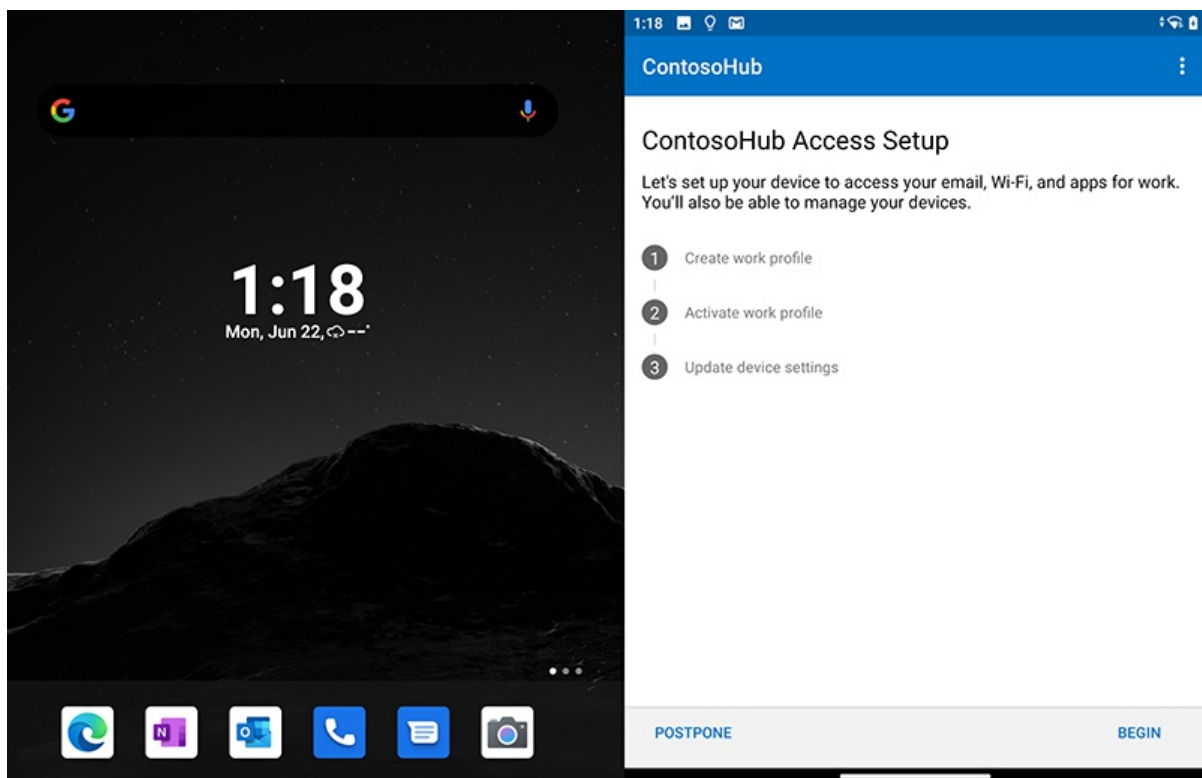 1:18
Mon, Jun 22, --°
1:18
ContosoHub
ContosoHub Access Setup
Let's set up your device to access your email, Wi-Fi, and apps for work.
You'll also be able to manage your devices.
1 Create work profile
2 Activate work profile
3 Update device settings
POSTPONE
BEGIN